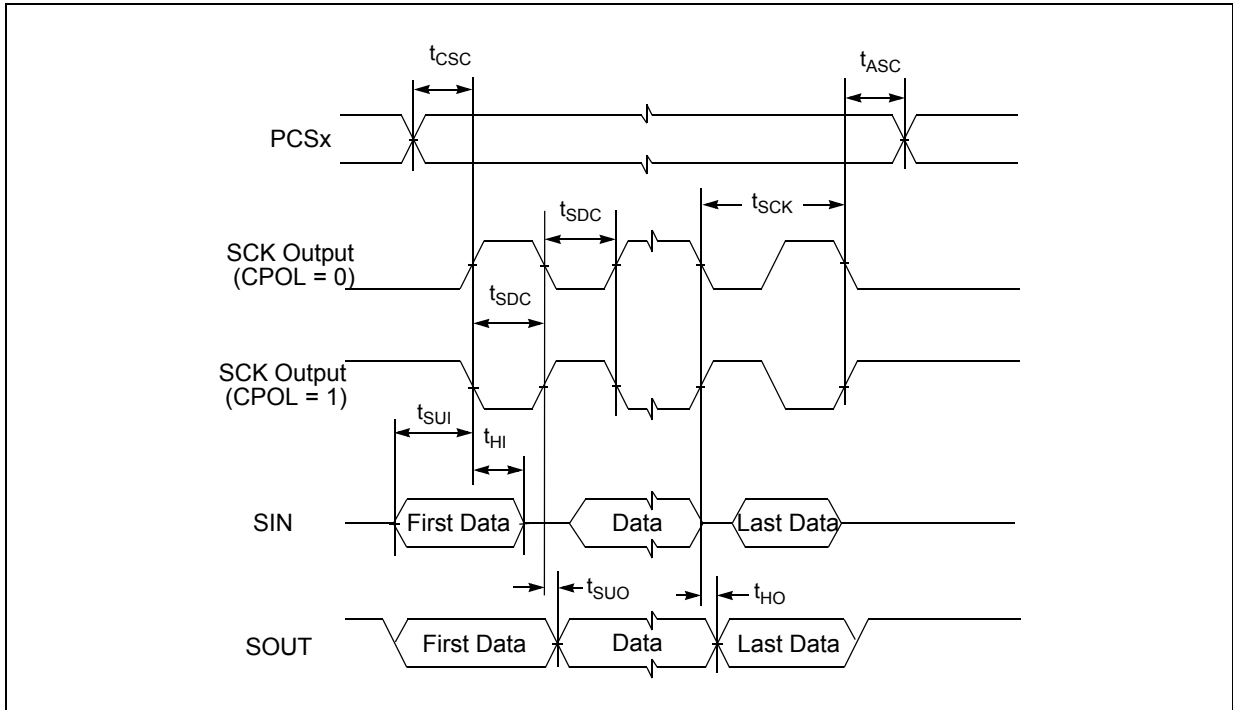 tCSC
tASC
PCSx
tSCK
tSDC
SCK Output
(CPOL = 0)
tSDC
SCK Output
(CPOL = 1)
tSUI
tHI
SIN
First Data
Data
Last Data
tSUO
tHO
SOUT
First Data
Data
Last Data